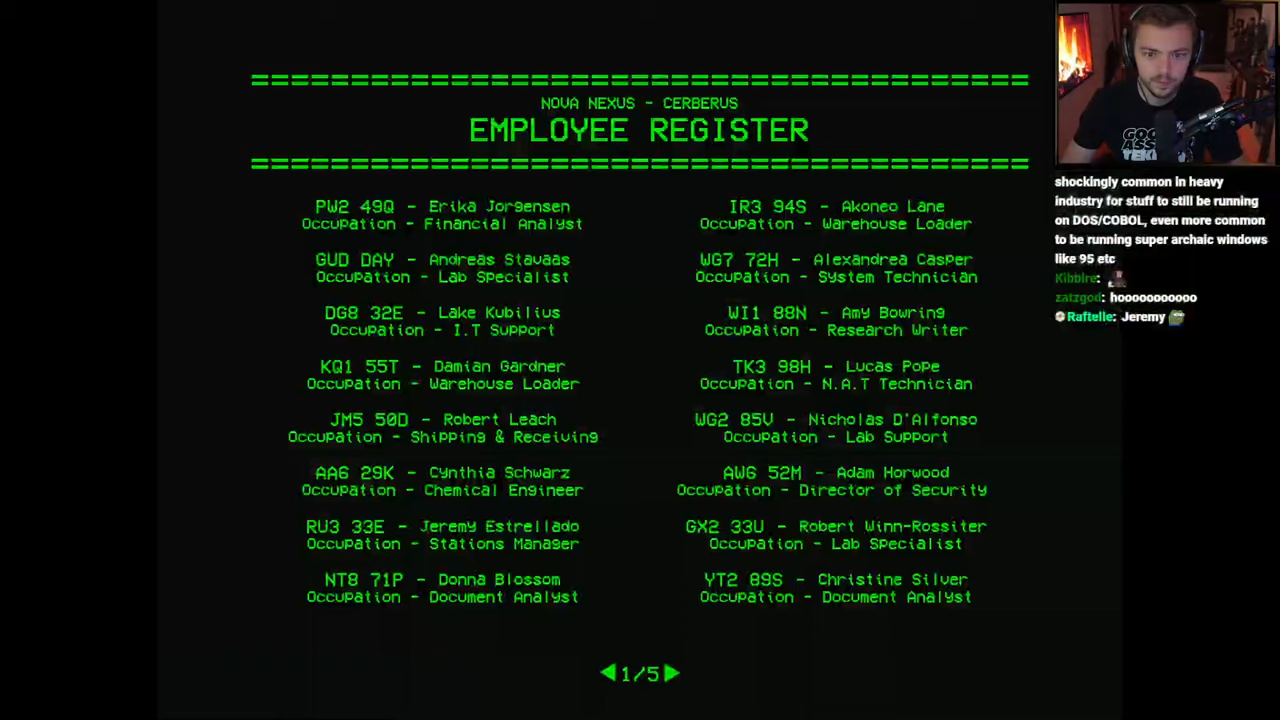 NOVA NEXUS - CERBERUS
EMPLOYEE REGISTER
PW2 49Q - Erika Jorgensen
Occupation - Financial Analyst
GUD DAY - Andreas Stavaas
Occupation - Lab Specialist
DG8 32E - Lake Kubilius
Occupation - I.T Support
KQ1 55T - Damian Gardner
Occupation - Warehouse Loader
JM5 50D - Robert Leach
Occupation - Shipping & Receiving
AA6 29K - Cynthia Schwarz
Occupation - Chemical Engineer
RU3 33E - Jeremy Estrellado
Occupation - Stations Manager
NT8 71P - Donna Blossom
Occupation - Document Analyst
IR3 94S - Akoneo Lane
Occupation - Warehouse Loader
WG7 72H - Alexandrea Casper
Occupation - System Technician
WI1 88N - Amy Bowring
Occupation - Research Writer
TK3 98H - Lucas Pope
Occupation - N.A.T Technician
WG2 85V - Nicholas D'Alfonso
Occupation - Lab Support
AW6 52M - Adam Horwood
Occupation - Director of Security
GX2 33U - Robert Winn-Rossiter
Occupation - Lab Specialist
YT2 89S - Christine Silver
Occupation - Document Analyst
1/5
shockingly common in heavy
industry for stuff to still be running
on DOS/COBOL, even more common
to be running super archaic windows
like 95 etc
Kibblre:
zatzgod: hooooooooooo
Raftelle: Jeremy